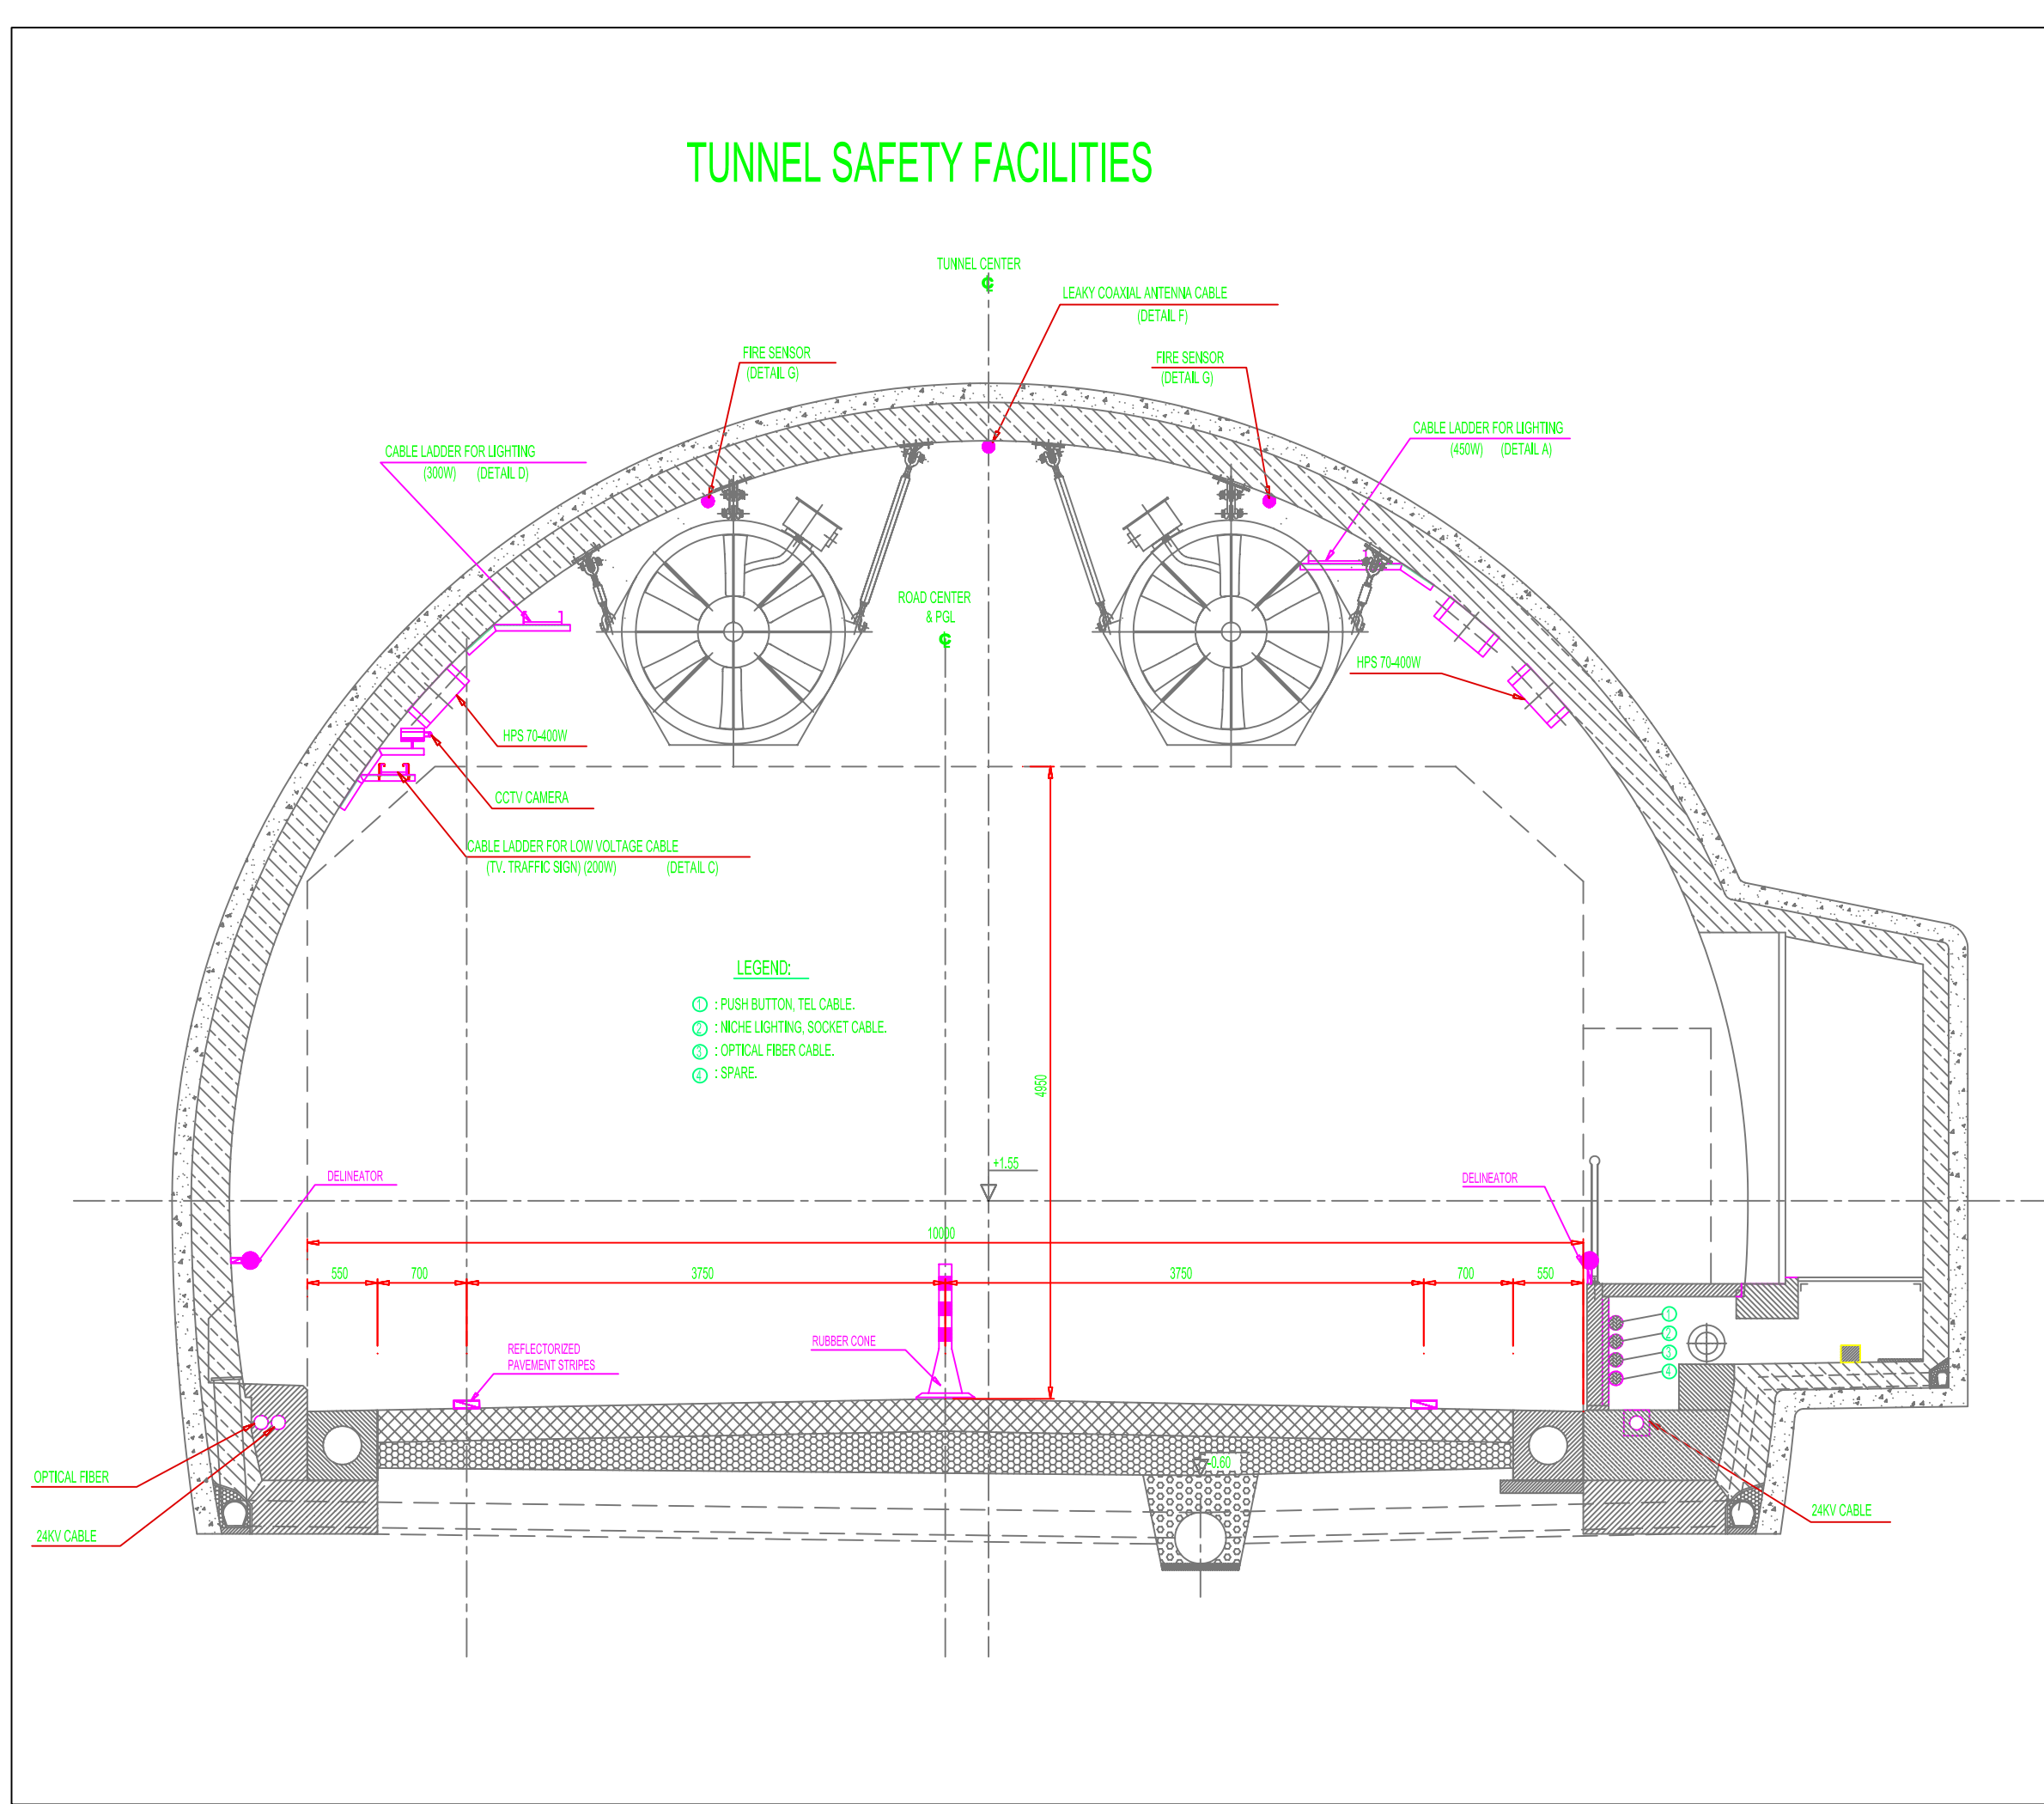 TUNNEL SAFETY FACILITIES
TUNNEL CENTER
℄
LEAKY COAXIAL ANTENNA CABLE
(DETAIL F)
FIRE SENSOR
(DETAIL G)
FIRE SENSOR
(DETAIL G)
CABLE LADDER FOR LIGHTING
(300W) (DETAIL D)
CABLE LADDER FOR LIGHTING
(450W) (DETAIL A)
ROAD CENTER
& PGL
℄
HPS 70-400W
HPS 70-400W
CCTV CAMERA
CABLE LADDER FOR LOW VOLTAGE CABLE
(TV, TRAFFIC SIGN) (200W) (DETAIL C)
LEGEND:
1 : PUSH BUTTON, TEL CABLE.
2 : NICHE LIGHTING, SOCKET CABLE.
3 : OPTICAL FIBER CABLE.
4 : SPARE.
4950
+1.55
DELINEATOR
DELINEATOR
10000
550 700 3750 3750 700 550
REFLECTORIZED
PAVEMENT STRIPES
RUBBER CONE
1
2
3
4
OPTICAL FIBER
24KV CABLE
-0.60
24KV CABLE